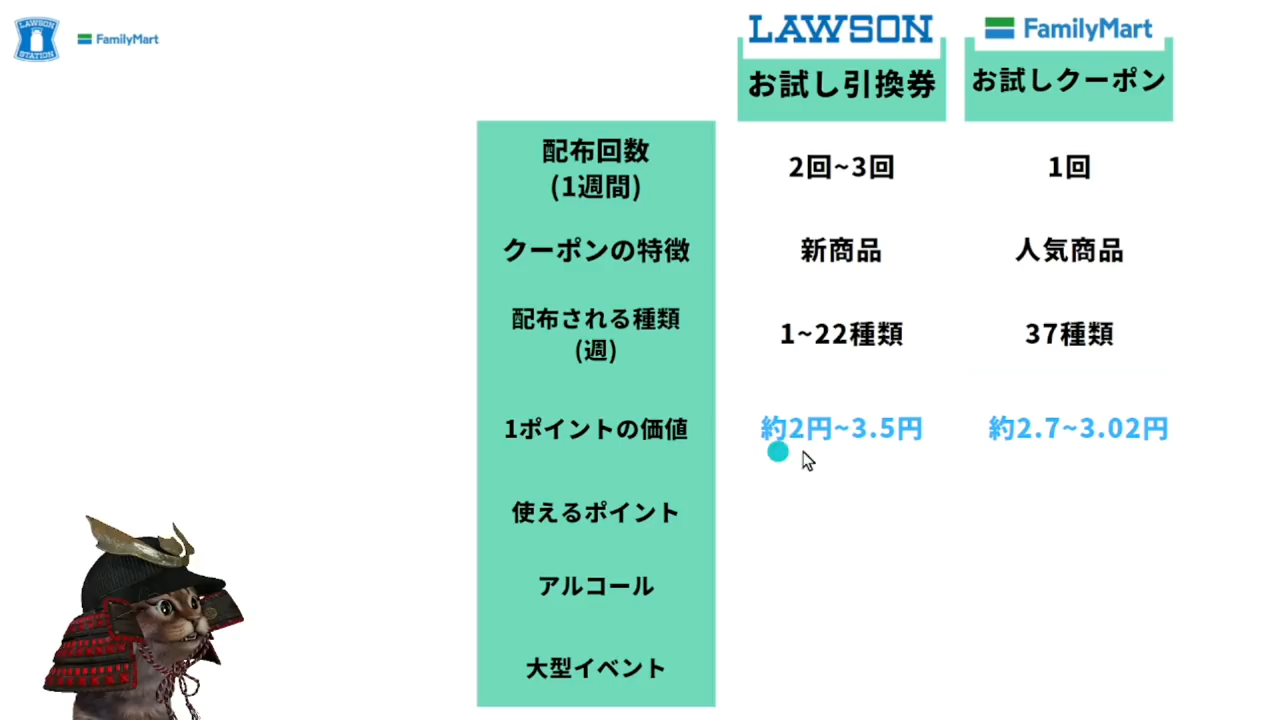 LAWSON
STATION
FamilyMart
LAWSON
FamilyMart
お試し引換券
お試しクーポン
配布回数
(1週間)
2回~3回
1回
クーポンの特徴
新商品
人気商品
配布される種類
(週)
1~22種類
37種類
1ポイントの価値
約2円~3.5円
約2.7~3.02円
使えるポイント
アルコール
大型イベント